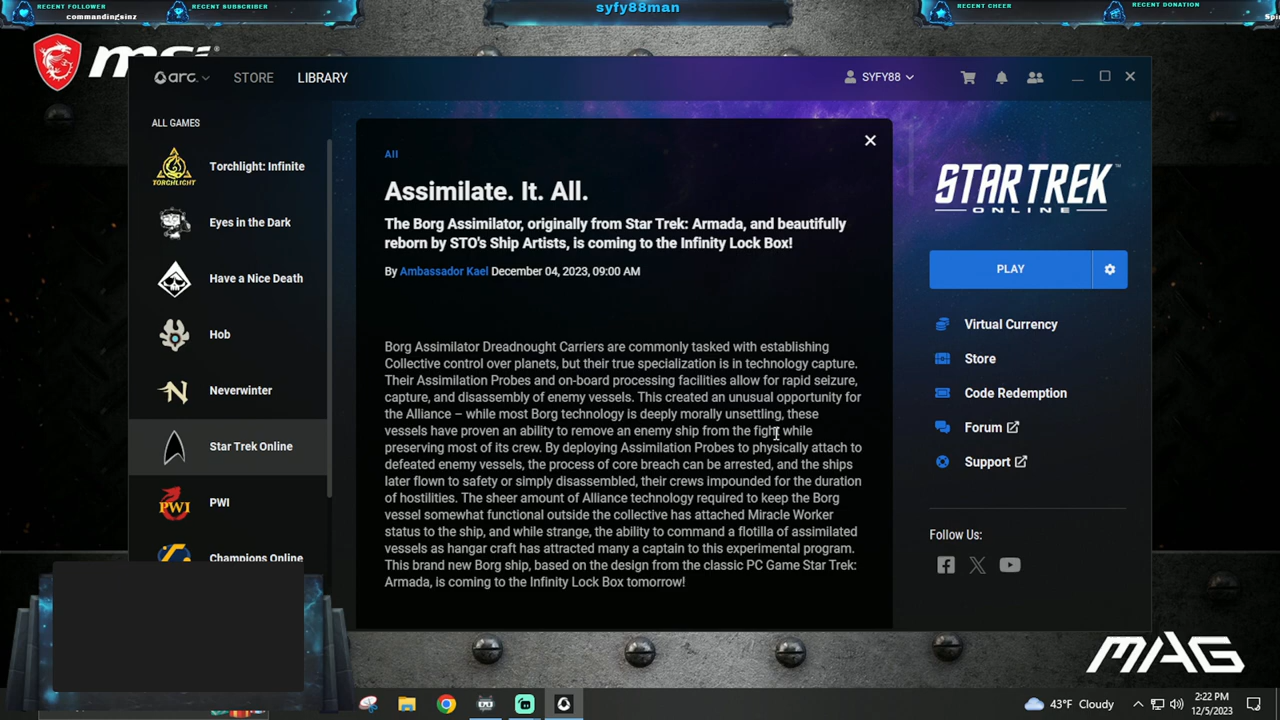 RECENT FOLLOWER
commandingsinz
RECENT SUBSCRIBER
syfy88man
RECENT CHEER
RECENT DONATION
msi
arc.
STORE
LIBRARY
SYFY88
ALL GAMES
TORCHLIGHT
Torchlight: Infinite
Eyes in the Dark
Have a Nice Death
Hob
Neverwinter
Star Trek Online
PWI
PWI
Champions Online
All
Assimilate. It. All.
The Borg Assimilator, originally from Star Trek: Armada, and beautifully
reborn by STO's Ship Artists, is coming to the Infinity Lock Box!
By Ambassador Kael December 04, 2023, 09:00 AM
Borg Assimilator Dreadnought Carriers are commonly tasked with establishing
Collective control over planets, but their true specialization is in technology capture.
Their Assimilation Probes and on-board processing facilities allow for rapid seizure,
capture, and disassembly of enemy vessels. This created an unusual opportunity for
the Alliance – while most Borg technology is deeply morally unsettling, these
vessels have proven an ability to remove an enemy ship from the fight while
preserving most of its crew. By deploying Assimilation Probes to physically attach to
defeated enemy vessels, the process of core breach can be arrested, and the ships
later flown to safety or simply disassembled, their crews impounded for the duration
of hostilities. The sheer amount of Alliance technology required to keep the Borg
vessel somewhat functional outside the collective has attached Miracle Worker
status to the ship, and while strange, the ability to command a flotilla of assimilated
vessels as hangar craft has attracted many a captain to this experimental program.
This brand new Borg ship, based on the design from the classic PC Game Star Trek:
Armada, is coming to the Infinity Lock Box tomorrow!
STAR TREK
ONLINE
PLAY
Virtual Currency
Store
Code Redemption
Forum
Support
Follow Us:
MAG
43°F Cloudy
2:22 PM
12/5/2023